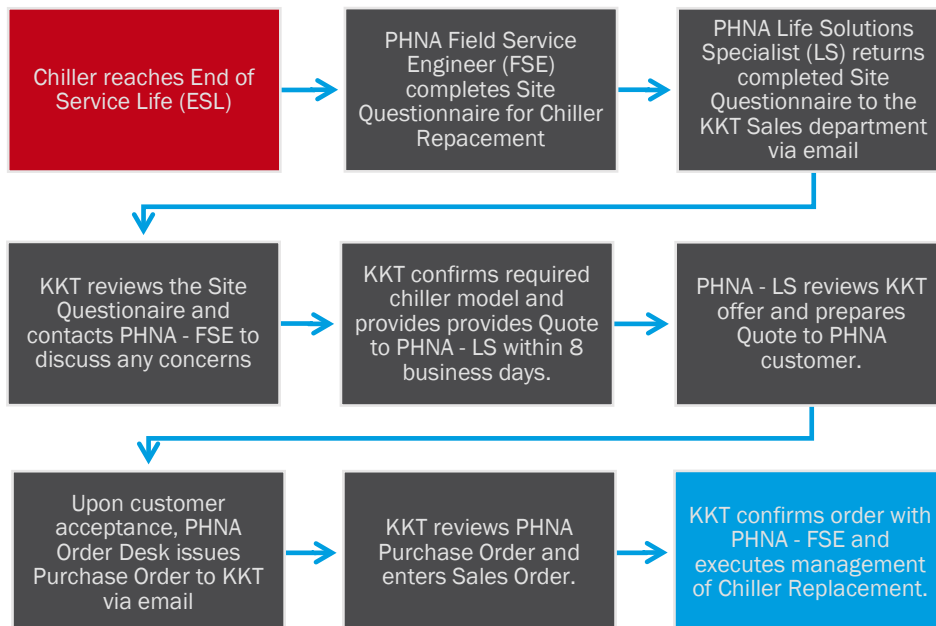 Chiller reaches End of
Service Life (ESL)
PHNA Field Service
Engineer (FSE)
completes Site
Questionnaire for Chiller
Repacement
PHNA Life Solutions
Specialist (LS) returns
completed Site
Questionnaire to the
KKT Sales department
via email
KKT reviews the Site
Questionaire and
contacts PHNA - FSE to
discuss any concerns
KKT confirms required
chiller model and
provides provides Quote
to PHNA - LS within 8
business days.
PHNA - LS reviews KKT
offer and prepares
Quote to PHNA
customer.
Upon customer
acceptance, PHNA
Order Desk issues
Purchase Order to KKT
via email
KKT reviews PHNA
Purchase Order and
enters Sales Order.
KKT confirms order with
PHNA - FSE and
executes management
of Chiller Replacement.